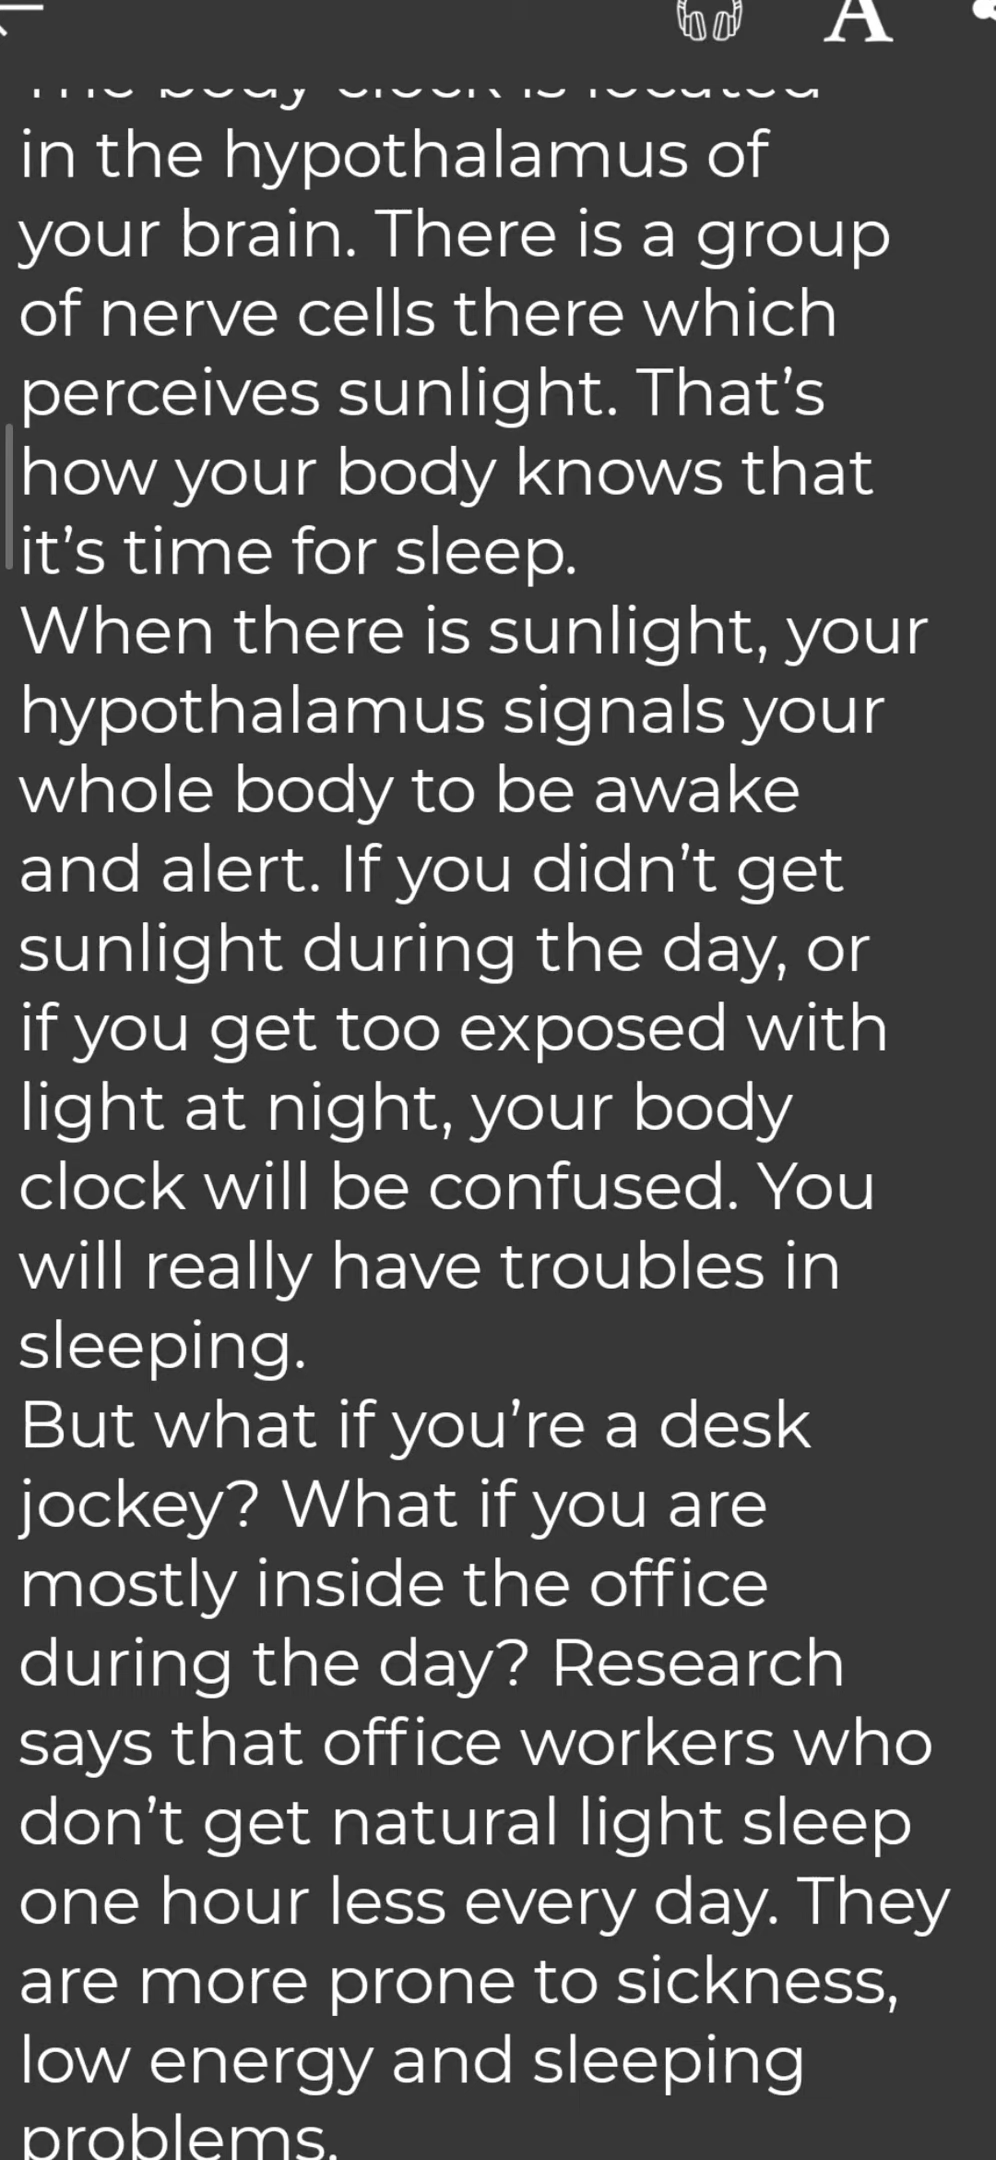 A
The body clock is located
in the hypothalamus of
your brain. There is a group
of nerve cells there which
perceives sunlight. That’s
how your body knows that
it’s time for sleep.
When there is sunlight, your
hypothalamus signals your
whole body to be awake
and alert. If you didn’t get
sunlight during the day, or
if you get too exposed with
light at night, your body
clock will be confused. You
will really have troubles in
sleeping.
But what if you’re a desk
jockey? What if you are
mostly inside the office
during the day? Research
says that office workers who
don’t get natural light sleep
one hour less every day. They
are more prone to sickness,
low energy and sleeping
problems.